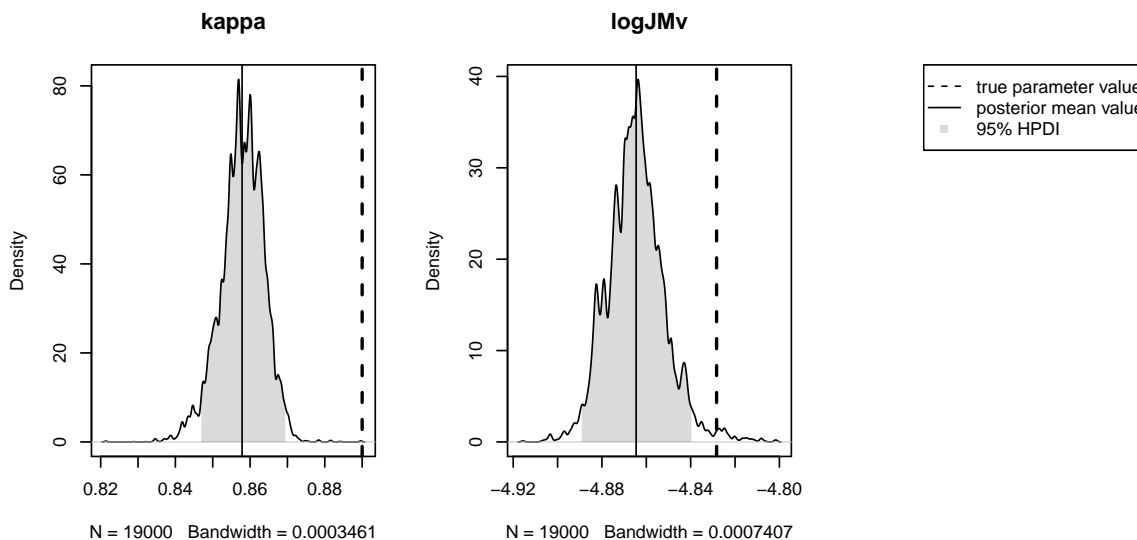 kappa
Density
0
20
40
60
80
0.82
0.84
0.86
0.88
N = 19000   Bandwidth = 0.0003461
logJMv
Density
0
10
20
30
40
−4.92
−4.88
−4.84
−4.80
N = 19000   Bandwidth = 0.0007407
true parameter value
posterior mean value
95% HPDI